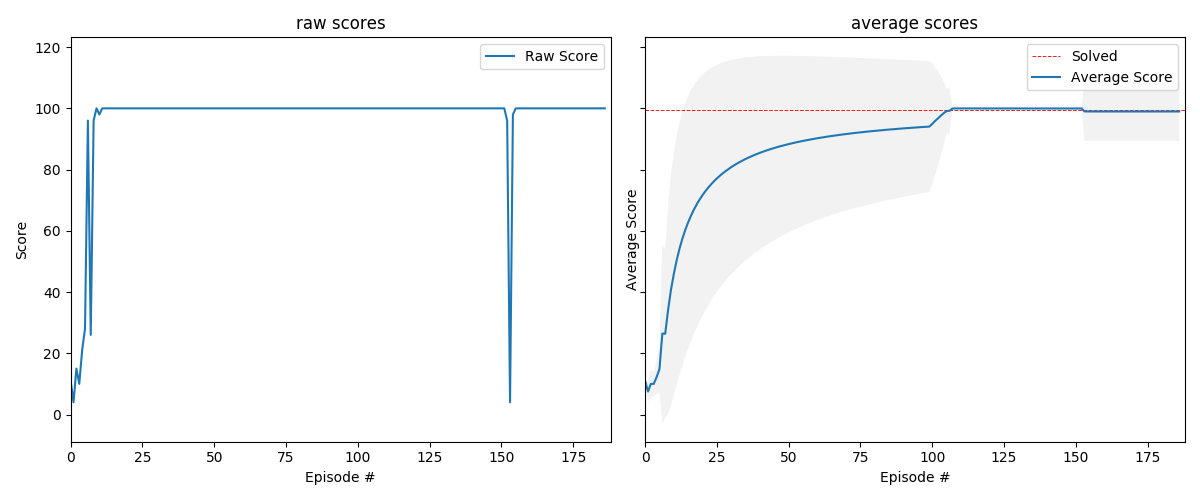 raw scores
120
100
80
60
40
20
0
Score
Raw Score
0 25 50 75 100 125 150 175
Episode #
average scores
Average Score
Solved
Average Score
0 25 50 75 100 125 150 175
Episode #